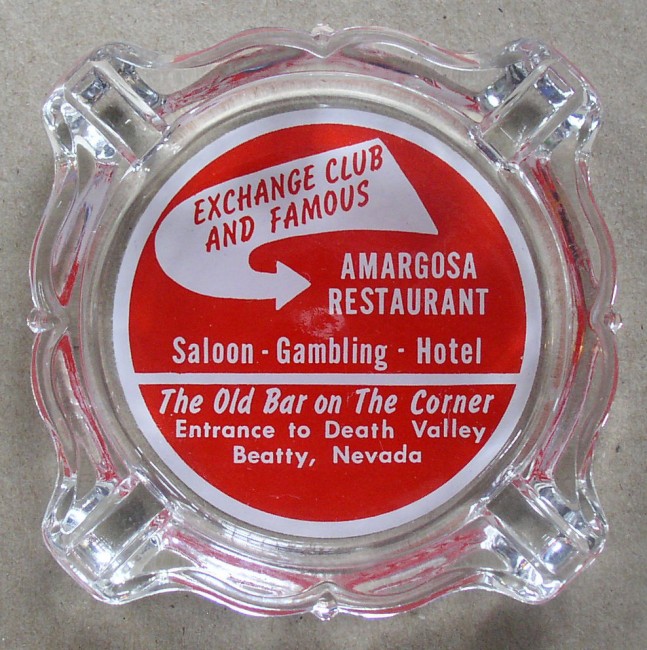 EXCHANGE CLUB
AND FAMOUS
AMARGOSA
RESTAURANT
Saloon - Gambling - Hotel
The Old Bar on The Corner
Entrance to Death Valley
Beatty, Nevada